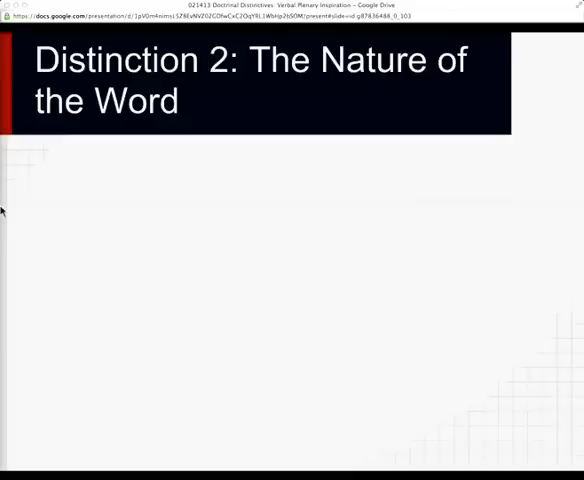 021413 Doctrinal Distinctives: Verbal Plenary Inspiration - Google Drive
Distinction 2: The Nature of
the Word